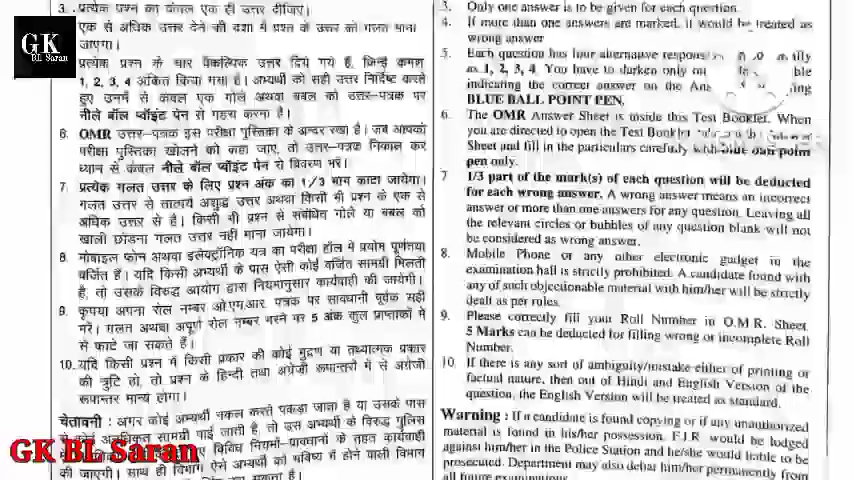 GK
BL Saran
3. प्रत्येक प्रश्न का केवल एक ही उत्तर दीजिए।
एक से अधिक उत्तर देने की दशा में प्रश्न के उत्तर को गलत माना
जाएगा।
प्रत्येक प्रश्न के चार वैकल्पिक उत्तर दिये गये हैं, जिन्हें क्रमश
1, 2, 3, 4 अंकित किया गया है। अभ्यर्थी को सही उत्तर निर्दिष्ट करते
हुए उनमें से केवल एक गोले अथवा बबल को उत्तर-पत्रक पर
नीले बॉल प्वॉइंट पेन से गहरा करना है।
6. OMR उत्तर-पत्रक इस परीक्षा पुस्तिका के अन्दर रखा है। जब आपको
परीक्षा पुस्तिका खोलने को कहा जाए, तो उत्तर-पत्रक निकाल कर
ध्यान से केवल नीले बॉल प्वॉइंट पेन से विवरण भरें।
7. प्रत्येक गलत उत्तर के लिए प्रश्न अंक का 1/3 भाग काटा जायेगा।
गलत उत्तर से तात्पर्य अशुद्ध उत्तर अथवा किसी भी प्रश्न के एक से
अधिक उत्तर से है। किसी भी प्रश्न से संबंधित गोले या बबल को
खाली छोड़ना गलत उत्तर नहीं माना जायेगा।
8. मोबाइल फोन अथवा इलेक्ट्रॉनिक यंत्र का परीक्षा हॉल में प्रयोग पूर्णतया
वर्जित है। यदि किसी अभ्यर्थी के पास ऐसी कोई वर्जित सामग्री मिलती
है, तो उसके विरुद्ध आयोग द्वारा नियमानुसार कार्यवाही की जायेगी।
9. कृपया अपना रोल नम्बर ओ.एम.आर. पत्रक पर सावधानी पूर्वक सही
भरें। गलत अथवा अपूर्ण रोल नम्बर भरने पर 5 अंक कुल प्राप्तांकों में
से काटे जा सकते हैं।
10. यदि किसी प्रश्न में किसी प्रकार की कोई मुद्रण या तथ्यात्मक प्रकार
की त्रुटि हो, तो प्रश्न के हिन्दी तथा अंग्रेजी रूपान्तरों में से अंग्रेजी
रूपान्तर मान्य होगा।
चेतावनी : अगर कोई अभ्यर्थी नकल करते पकड़ा जाता है या उसके पास
से कोई अनधिकृत सामग्री पाई जाती है, तो उस अभ्यर्थी के विरुद्ध पुलिस
विविध नियमों-प्रावधानों के तहत कार्यवाही
की जाएगी। साथ ही विभाग ऐसे अभ्यर्थी को भविष्य में होने वाली विभाग
GK BL Saran
3. Only one answer is to be given for each question.
4. If more than one answers are marked, it would be treated as
wrong answer
5. Each question has four alternative
as 1, 2, 3, 4. You have to darken only
indicating the correct answer on the
BLUE BALL POINT PEN.
6. The OMR Answer Sheet is inside this Test Booklet. When
you are directed to open the Test Booklet,
Sheet and fill in the particulars carefully with blue ball point
pen only.
7 1/3 part of the mark(s) of each question will be deducted
for each wrong answer. A wrong answer means an incorrect
answer or more than one answers for any question. Leaving all
the relevant circles or bubbles of any question blank will not
be considered as wrong answer.
8. Mobile Phone or any other electronic gudget in the
examination hall is strictly prohibited. A candidate found with
any of such objectionable material with him/her will be strictly
dealt as per rules.
9. Please correctly fill your Roll Number in O.M.R. Sheet.
5 Marks can be deducted for filling wrong or incomplete Roll
Number.
10. If there is any sort of ambiguity/mistake either of printing or
factual nature, then out of Hindi and English Version of the
question, the English Version will be treated as standard.
Warning : If a candidate is found copying or if any unauthorized
material is found in his/her possession, F.I.R. would be lodged
against him/her in the Police Station and he/she would liable to be
prosecuted. Department may also debar him/her permanently from
all future examinations.